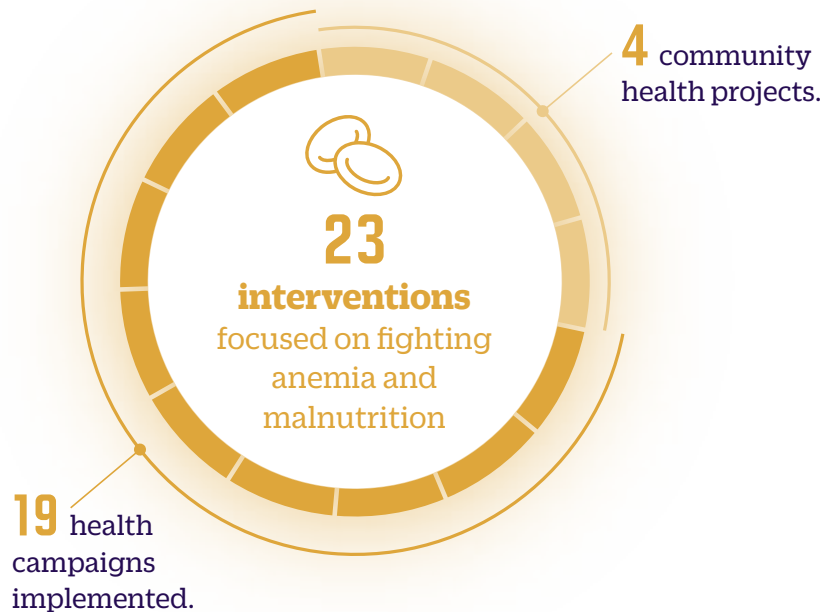 4 community
health projects.
23
interventions
focused on fighting
anemia and
malnutrition
19 health
campaigns
implemented.